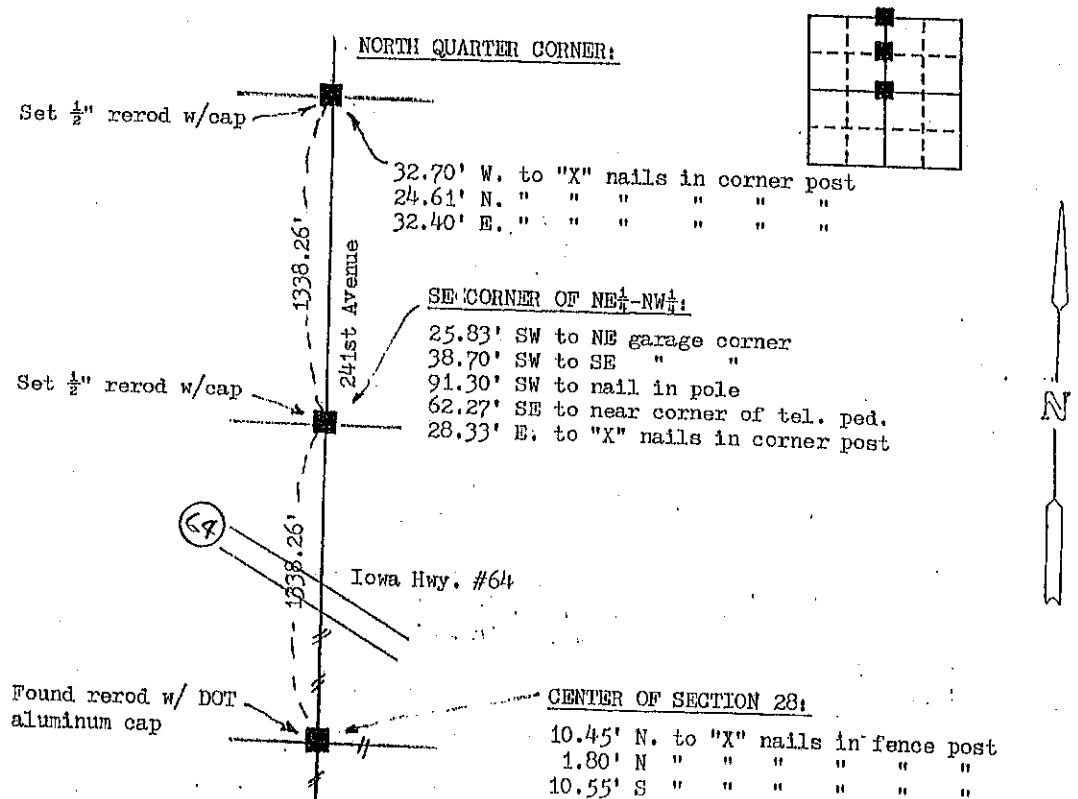 NORTH QUARTER CORNER:
Set ½" rerod w/cap
32.70' W. to "X" nails in corner post
24.61' N. " " " " " "
32.40' E. " " " " " "
1338.26'
241st Avenue
SE CORNER OF NE¼-NW¼:
25.83' SW to NE garage corner
38.70' SW to SE " "
91.30' SW to nail in pole
62.27' SE to near corner of tel. ped.
28.33' E. to "X" nails in corner post
Set ½" rerod w/cap
N
64
1338.26'
Iowa Hwy. #64
Found rerod w/ DOT
aluminum cap
CENTER OF SECTION 28:
10.45' N. to "X" nails in fence post
1.80' N " " " " " "
10.55' S " " " " " "